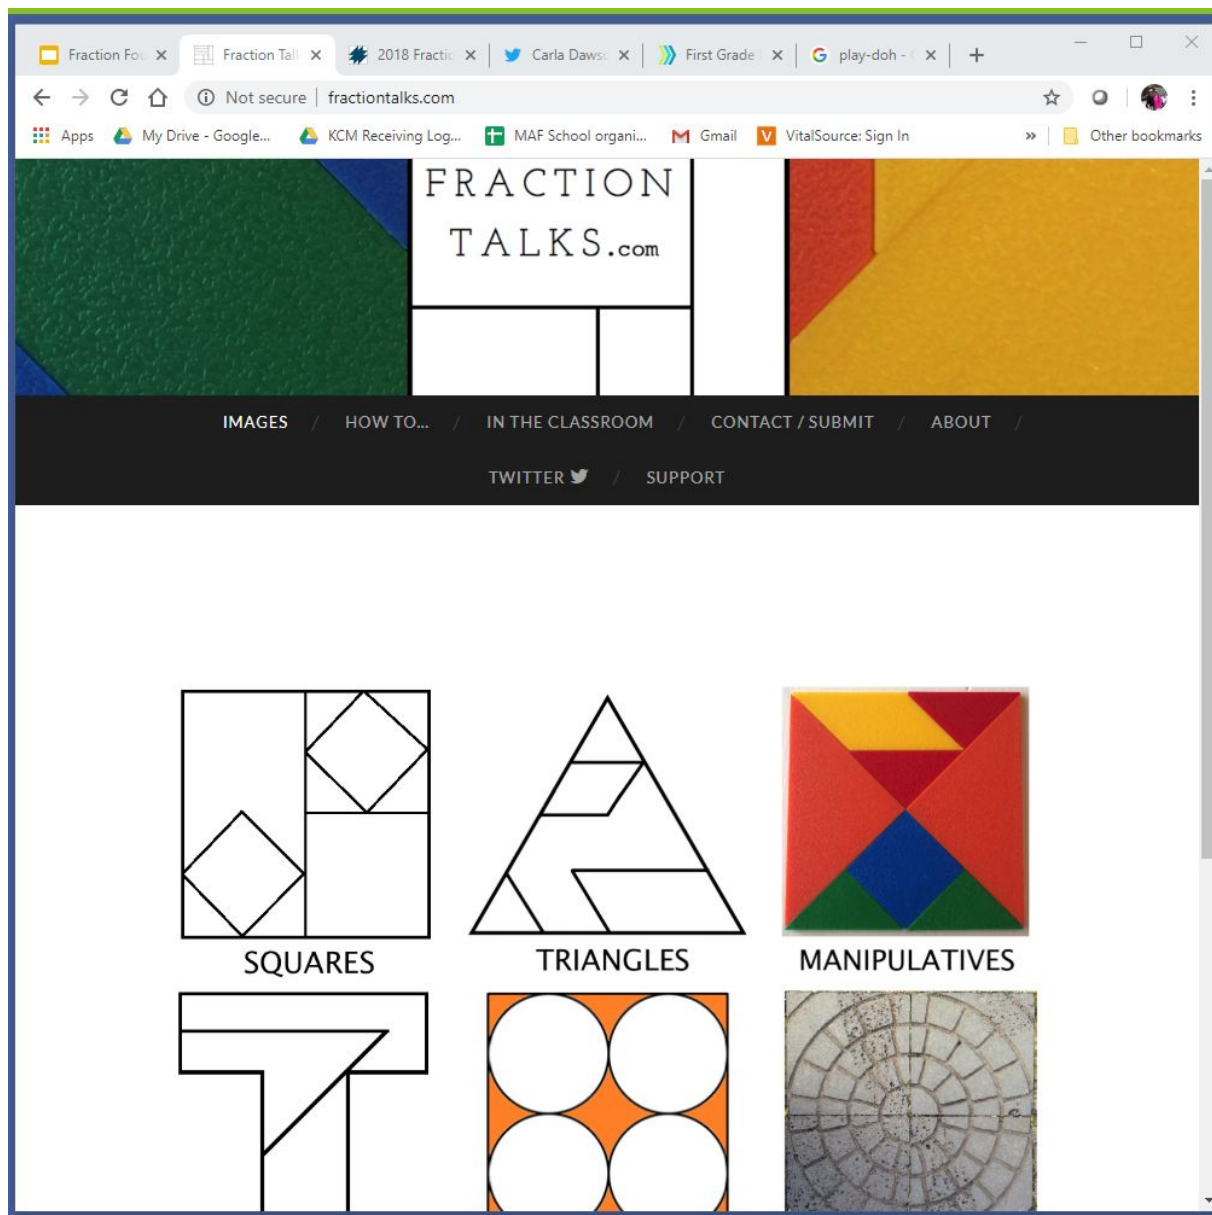 Fraction Fou
Fraction Talk
2018 Fractio
Carla Daws
First Grade
play-doh - G
Not secure | fractiontalks.com
Apps My Drive - Google... KCM Receiving Log... MAF School organi... Gmail VitalSource: Sign In » Other bookmarks
FRACTION
TALKS.com
IMAGES / HOW TO... / IN THE CLASSROOM / CONTACT / SUBMIT / ABOUT /
TWITTER / SUPPORT
SQUARES TRIANGLES MANIPULATIVES